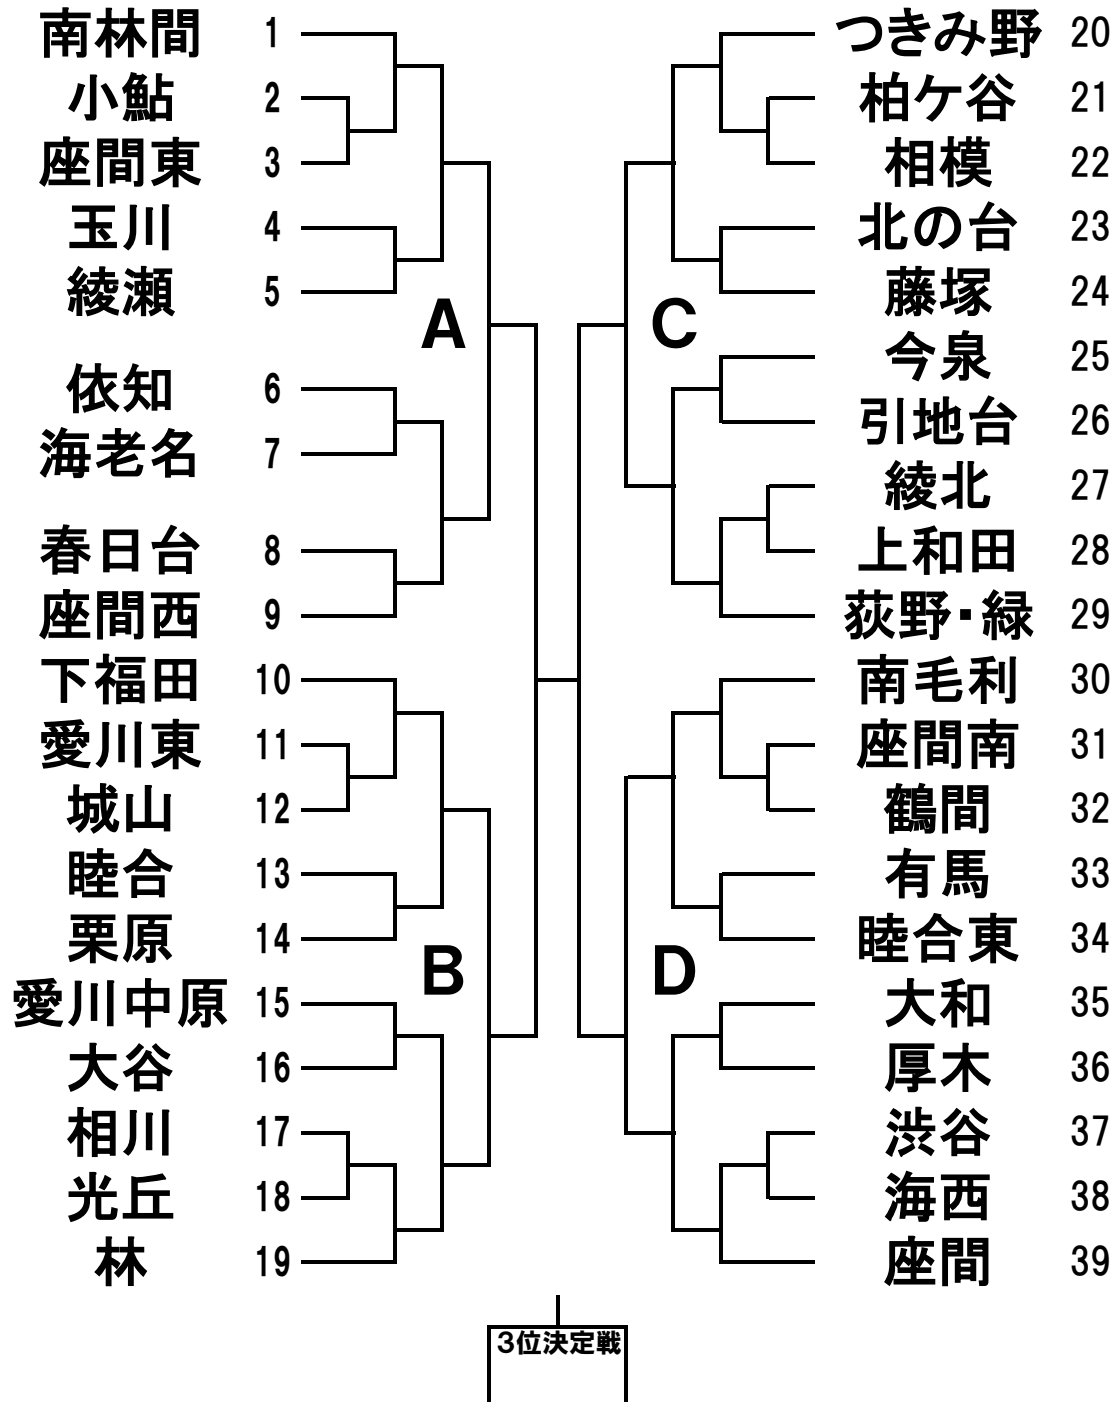 南林間 1
小鮎 2
座間東 3
玉川 4
綾瀬 5
A
依知 6
海老名 7
春日台 8
座間西 9
下福田 10
愛川東 11
城山 12
睦合 13
栗原 14
B
愛川中原 15
大谷 16
相川 17
光丘 18
林 19
つきみ野 20
柏ケ谷 21
相模 22
北の台 23
藤塚 24
C
今泉 25
引地台 26
綾北 27
上和田 28
荻野・緑 29
南毛利 30
座間南 31
鶴間 32
有馬 33
睦合東 34
D
大和 35
厚木 36
渋谷 37
海西 38
座間 39
3位決定戦